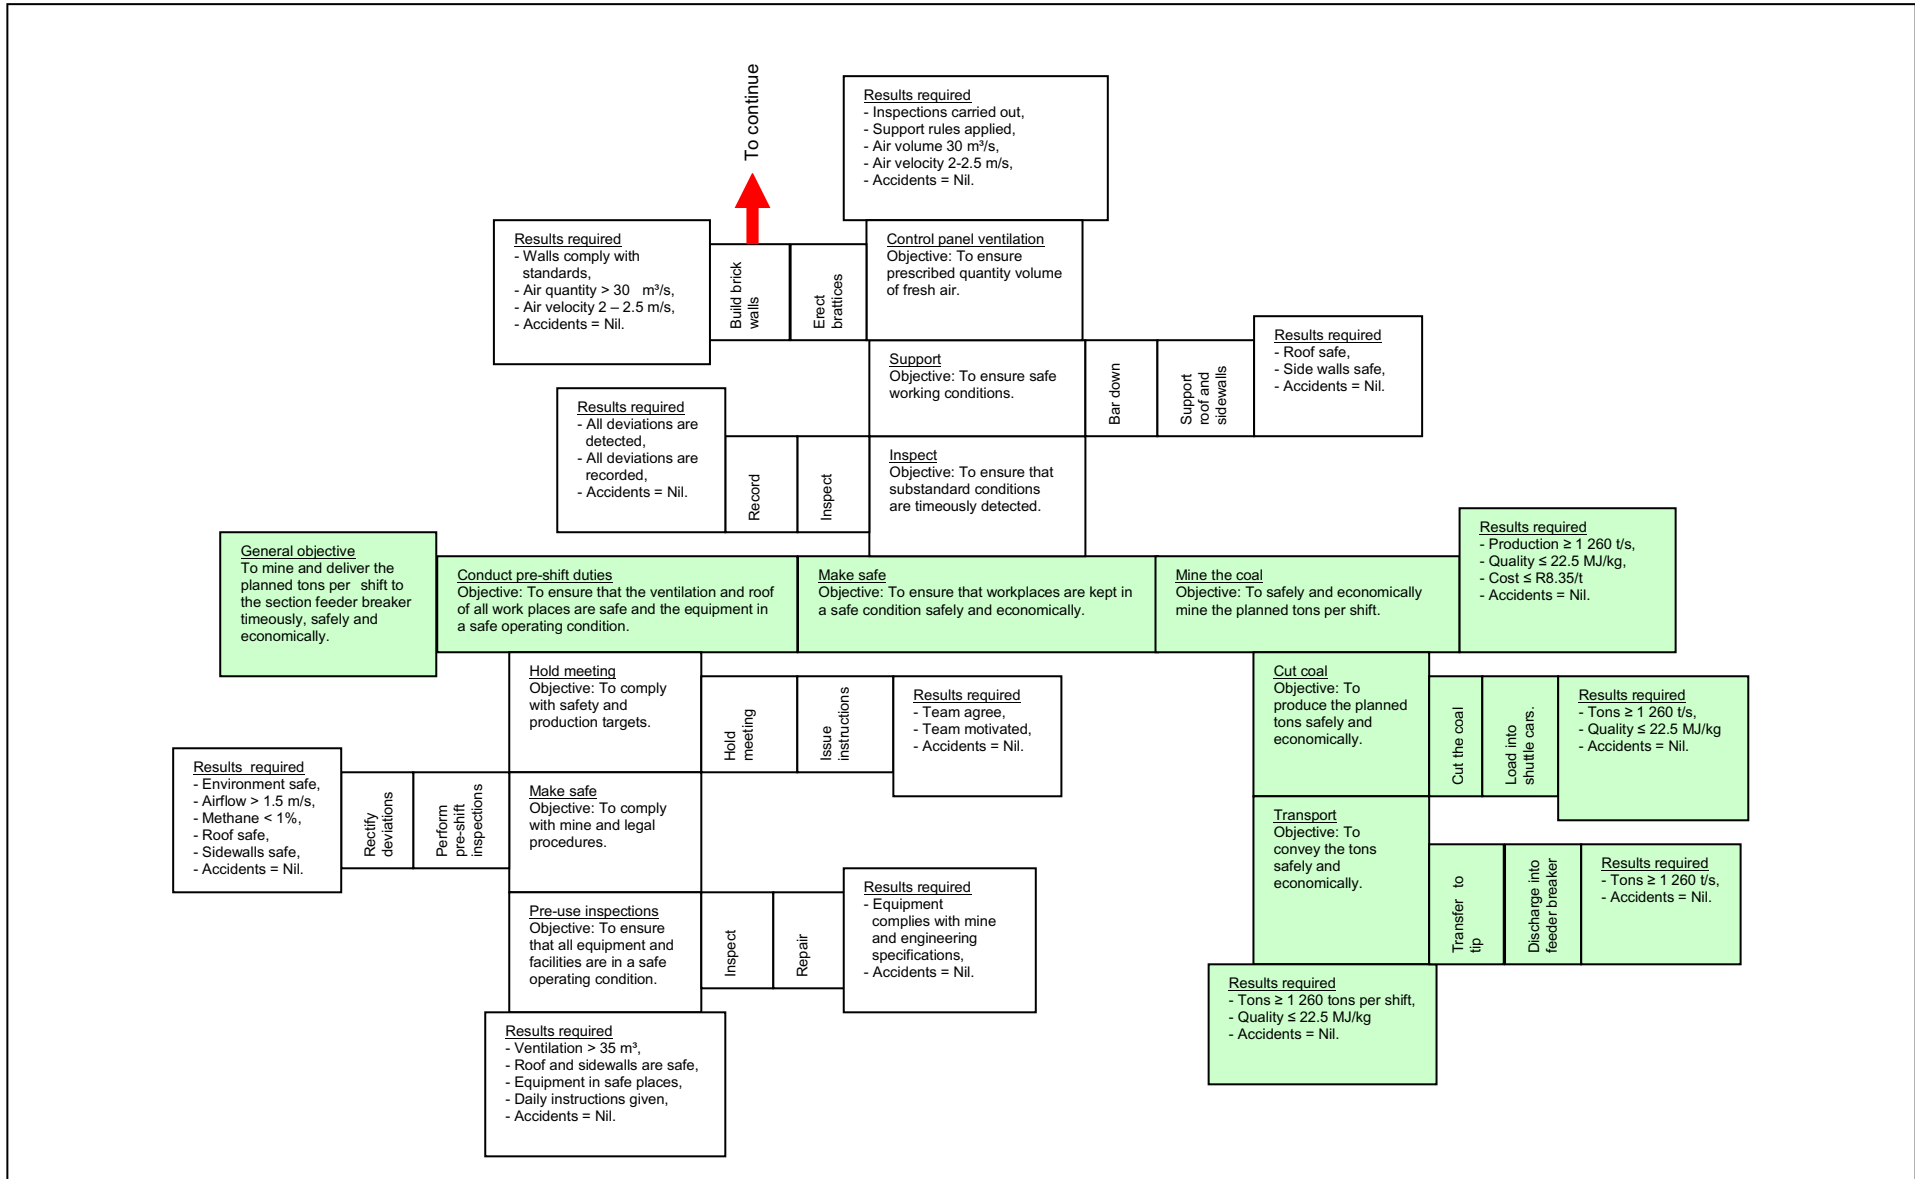 To continue
Results required
- Inspections carried out,
- Support rules applied,
- Air volume 30 m³/s,
- Air velocity 2-2.5 m/s,
- Accidents = Nil.
Results required
- Walls comply with
standards,
- Air quantity > 30 m³/s,
- Air velocity 2 – 2.5 m/s,
- Accidents = Nil.
Build brick
walls
Erect
brattices
Control panel ventilation
Objective: To ensure
prescribed quantity volume
of fresh air.
Support
Objective: To ensure safe
working conditions.
Bar down
Support
roof and
sidewalls
Results required
- Roof safe,
- Side walls safe,
- Accidents = Nil.
Results required
- All deviations are
detected,
- All deviations are
recorded,
- Accidents = Nil.
Record
Inspect
Inspect
Objective: To ensure that
substandard conditions
are timeously detected.
General objective
To mine and deliver the
planned tons per shift to
the section feeder breaker
timeously, safely and
economically.
Conduct pre-shift duties
Objective: To ensure that the ventilation and roof
of all work places are safe and the equipment in
a safe operating condition.
Make safe
Objective: To ensure that workplaces are kept in
a safe condition safely and economically.
Mine the coal
Objective: To safely and economically
mine the planned tons per shift.
Results required
- Production ≥ 1 260 t/s,
- Quality ≤ 22.5 MJ/kg,
- Cost ≤ R8.35/t
- Accidents = Nil.
Hold meeting
Objective: To comply
with safety and
production targets.
Hold
meeting
Issue
instructions
Results required
- Team agree,
- Team motivated,
- Accidents = Nil.
Results required
- Environment safe,
- Airflow > 1.5 m/s,
- Methane < 1%,
- Roof safe,
- Sidewalls safe,
- Accidents = Nil.
Rectify
deviations
Perform
pre-shift
inspections
Make safe
Objective: To comply
with mine and legal
procedures.
Pre-use inspections
Objective: To ensure
that all equipment and
facilities are in a safe
operating condition.
Inspect
Repair
Results required
- Equipment
complies with mine
and engineering
specifications,
- Accidents = Nil.
Results required
- Ventilation > 35 m³,
- Roof and sidewalls are safe,
- Equipment in safe places,
- Daily instructions given,
- Accidents = Nil.
Cut coal
Objective: To
produce the planned
tons safely and
economically.
Cut the coal
Load into
shuttle cars.
Results required
- Tons ≥ 1 260 t/s,
- Quality ≤ 22.5 MJ/kg
- Accidents = Nil.
Transport
Objective: To
convey the tons
safely and
economically.
Transfer to
tip
Discharge into
feeder breaker
Results required
- Tons ≥ 1 260 t/s,
- Accidents = Nil.
Results required
- Tons ≥ 1 260 tons per shift,
- Quality ≤ 22.5 MJ/kg
- Accidents = Nil.